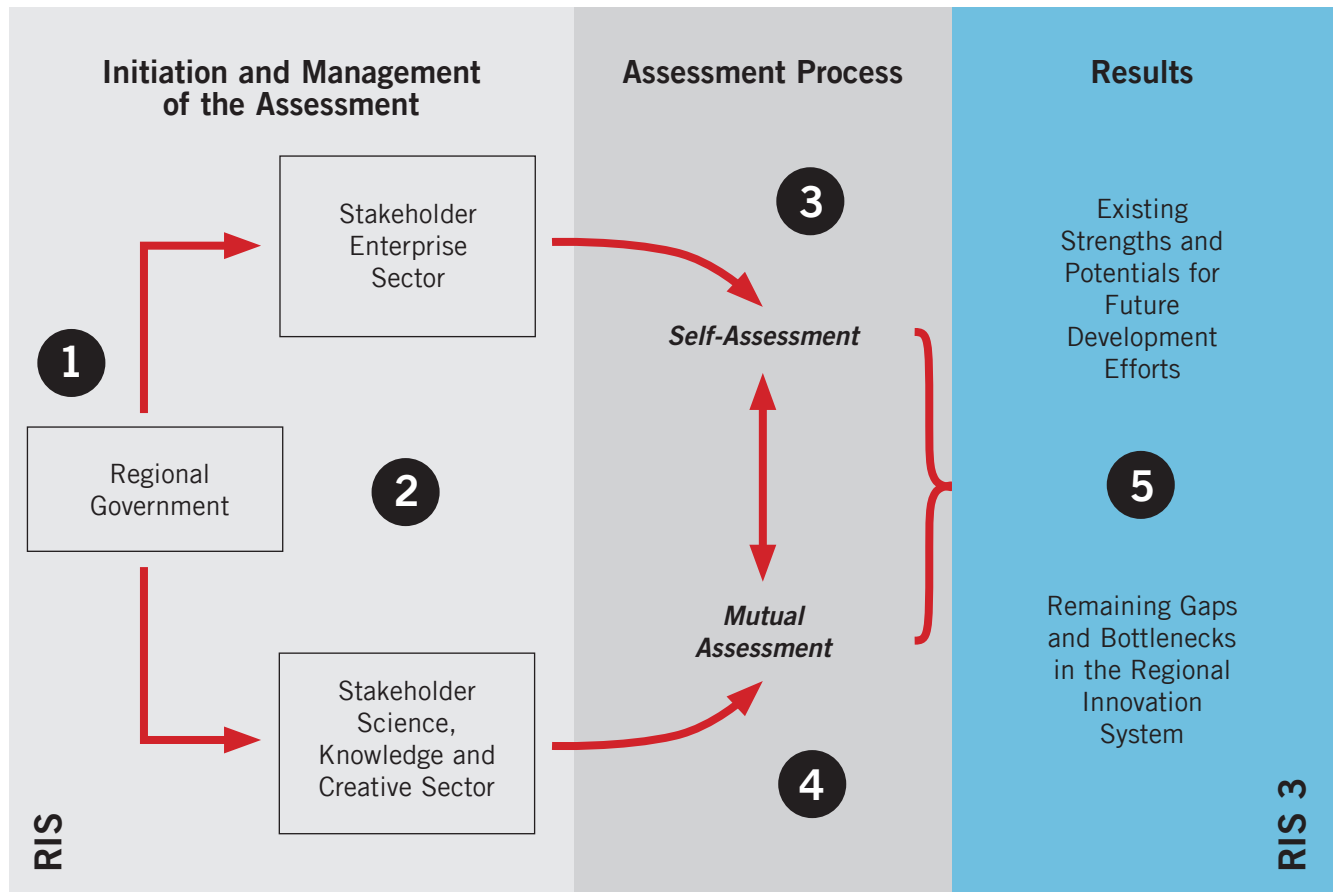 Initiation and Management
of the Assessment
Stakeholder
Enterprise
Sector
1
Regional
Government
2
Stakeholder
Science,
Knowledge and
Creative Sector
RIS
Assessment Process
3
Self-Assessment
Mutual
Assessment
4
Results
Existing
Strengths and
Potentials for
Future
Development
Efforts
5
Remaining Gaps
and Bottlenecks
in the Regional
Innovation
System
RIS 3